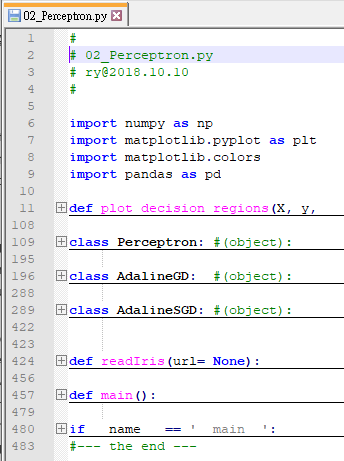 02_Perceptron.py
1 #
2 # 02_Perceptron.py
3 # ry@2018.10.10
4 #
5
6 import numpy as np
7 import matplotlib.pyplot as plt
8 import matplotlib.colors
9 import pandas as pd
10
11 def plot_decision_regions(X, y,
108
109 class Perceptron: #(object):
195
196 class AdalineGD: #(object):
288
289 class AdalineSGD: #(object):
422
423
424 def readIris(url= None):
456
457 def main():
479
480 if __name__ == '__main__':
483 #--- the end ---